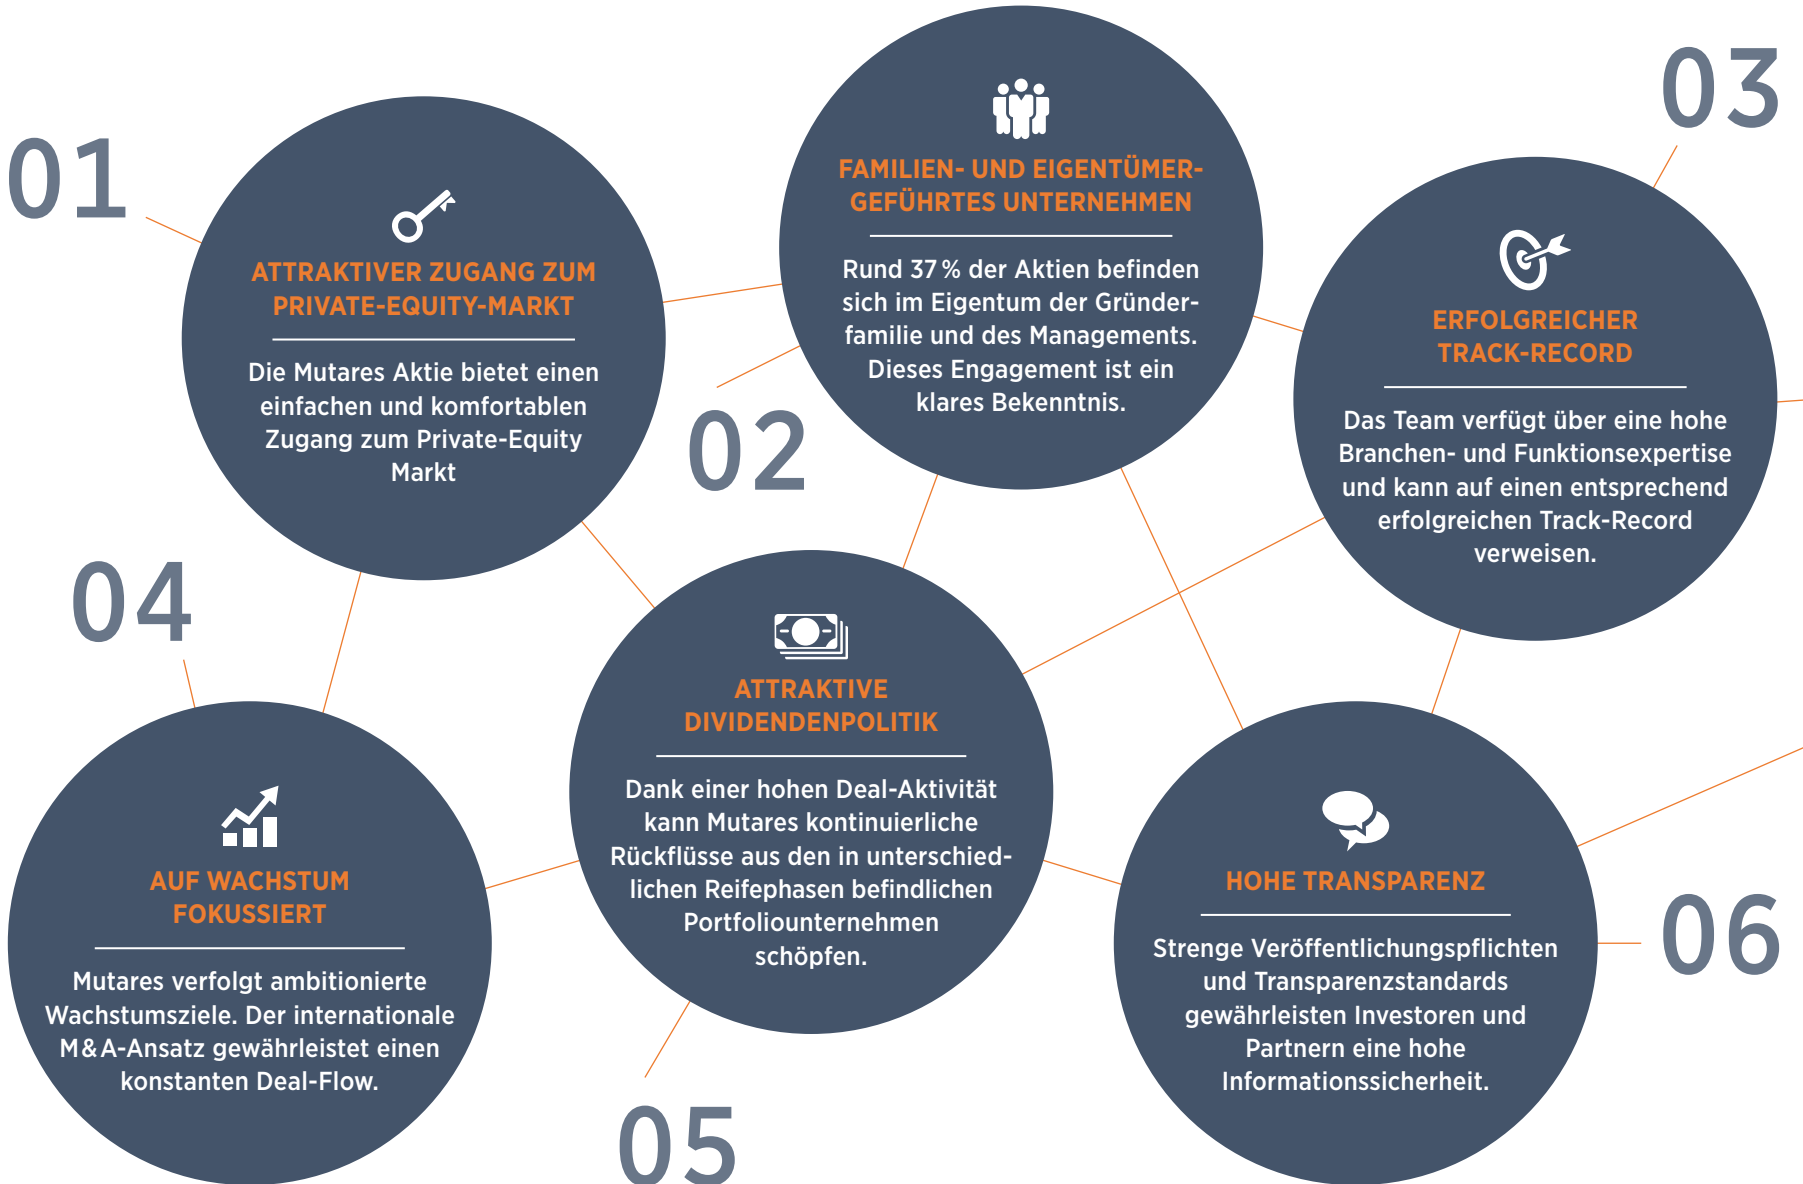 01
ATTRAKTIVER ZUGANG ZUM
PRIVATE-EQUITY-MARKT
Die Mutares Aktie bietet einen
einfachen und komfortablen
Zugang zum Private-Equity
Markt
02
FAMILIEN- UND EIGENTÜMER-
GEFÜHRTES UNTERNEHMEN
Rund 37 % der Aktien befinden
sich im Eigentum der Gründer-
familie und des Managements.
Dieses Engagement ist ein
klares Bekenntnis.
03
ERFOLGREICHER
TRACK-RECORD
Das Team verfügt über eine hohe
Branchen- und Funktionsexpertise
und kann auf einen entsprechend
erfolgreichen Track-Record
verweisen.
04
AUF WACHSTUM
FOKUSSIERT
Mutares verfolgt ambitionierte
Wachstumsziele. Der internationale
M & A-Ansatz gewährleistet einen
konstanten Deal-Flow.
05
ATTRAKTIVE
DIVIDENDENPOLITIK
Dank einer hohen Deal-Aktivität
kann Mutares kontinuierliche
Rückflüsse aus den in unterschied-
lichen Reifephasen befindlichen
Portfoliounternehmen
schöpfen.
06
HOHE TRANSPARENZ
Strenge Veröffentlichungspflichten
und Transparenzstandards
gewährleisten Investoren und
Partnern eine hohe
Informationssicherheit.